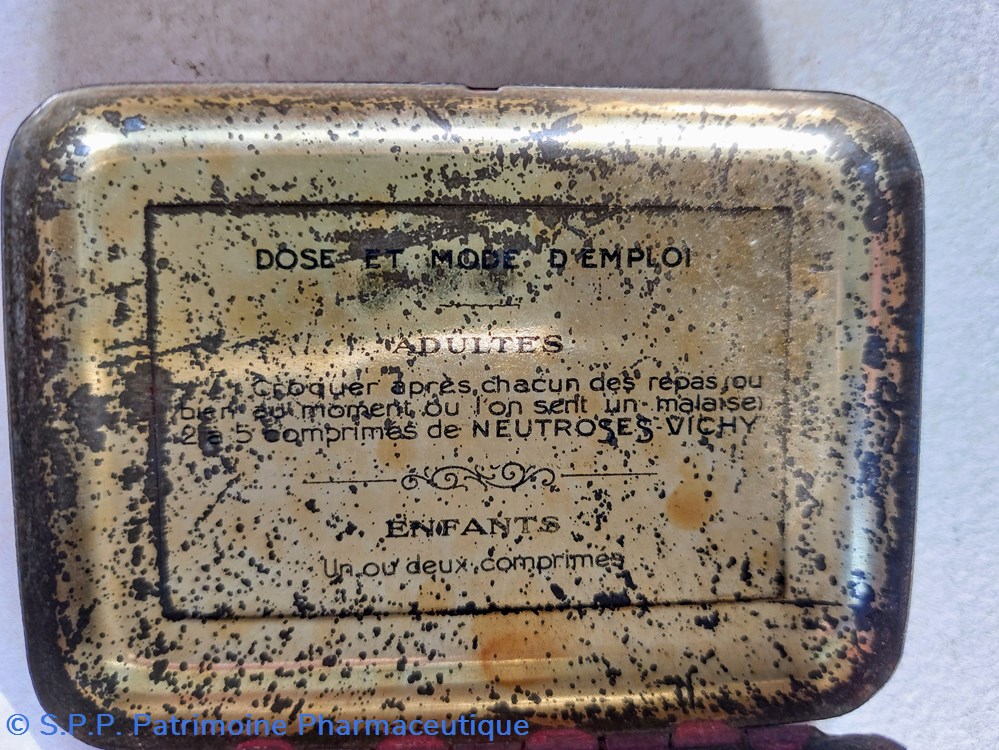 DOSE ET MODE D'EMPLOI
ADULTES
Croquer après chacun des repas (ou
bien au moment ou l'on sent un malaise)
2 à 5 comprimés de NEUTROSES-VICHY
ENFANTS
Un ou deux comprimés
© S.P.P. Patrimoine Pharmaceutique